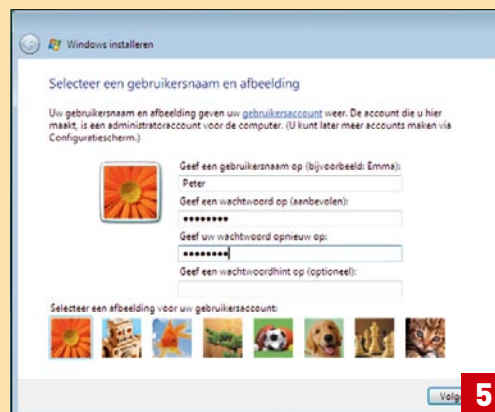 Windows installeren
Selecteer een gebruikersnaam en afbeelding
Uw gebruikersnaam en afbeelding geven uw gebruikersaccount weer. De account die u hier
maakt, is een administratoraccount voor de computer. (U kunt later meer accounts maken via
Configuratiescherm.)
Geef een gebruikersnaam op (bijvoorbeeld: Emma):
Peter
Geef een wachtwoord op (aanbevolen):
••••••••
Geef uw wachtwoord opnieuw op:
••••••••
Geef een wachtwoordhint op (optioneel):
Selecteer een afbeelding voor uw gebruikersaccount:
5